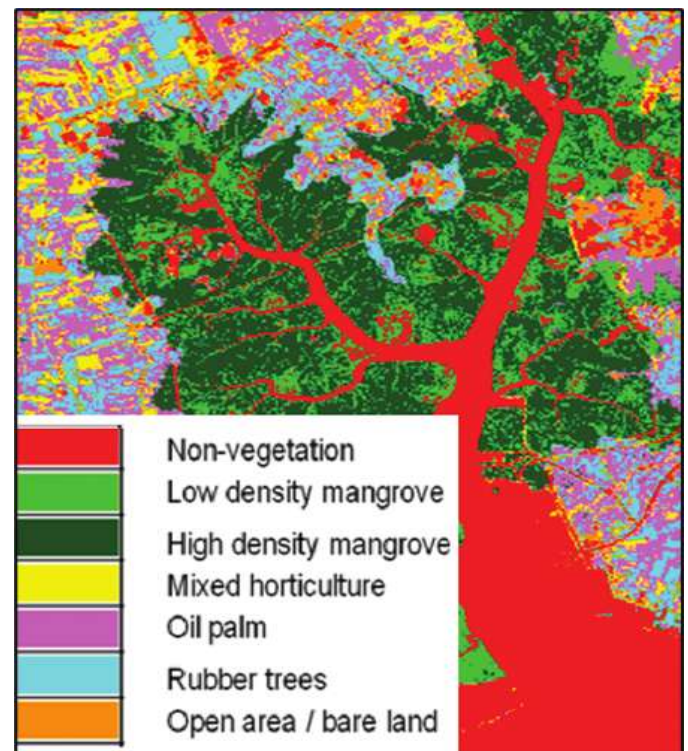 Non-vegetation
Low density mangrove
High density mangrove
Mixed horticulture
Oil palm
Rubber trees
Open area / bare land